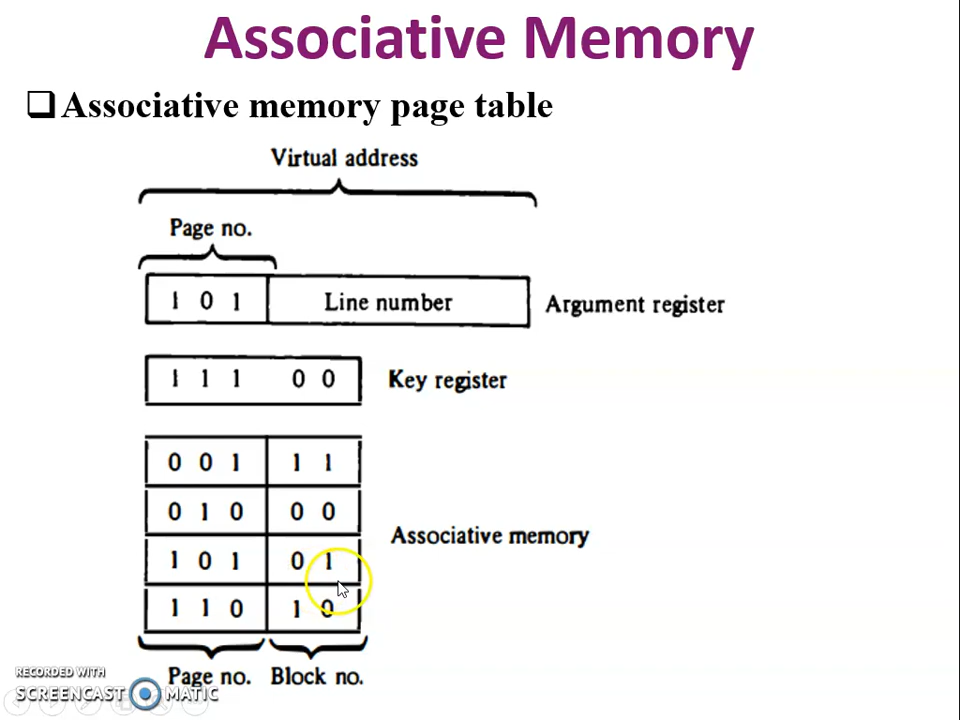 Associative Memory
Associative memory page table
Virtual address
Page no.
1 0 1 Line number Argument register
1 1 1 0 0 Key register
0 0 1 1 1
0 1 0 0 0
Associative memory
1 0 1 0 1
1 1 0 1 0
Page no. Block no.
RECORDED WITH
SCREENCAST MATIC